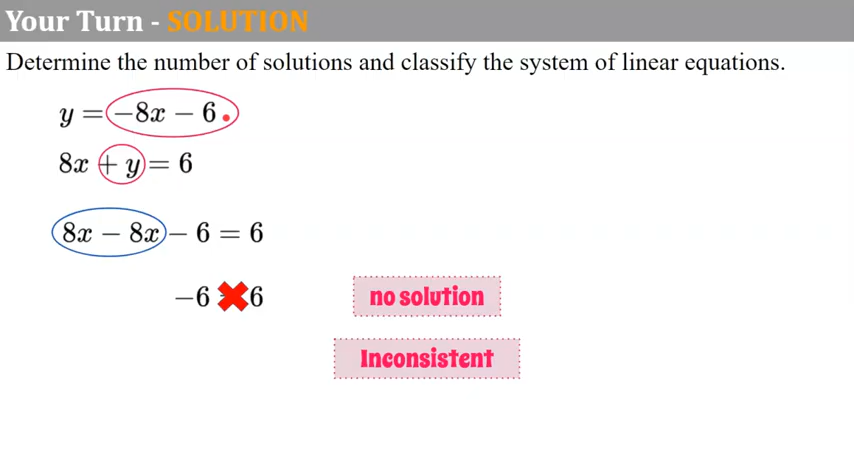 Your Turn - SOLUTION
Determine the number of solutions and classify the system of linear equations.
y = −8x − 6
8x + y = 6
8x − 8x − 6 = 6
−6 ✖ 6
no solution
Inconsistent